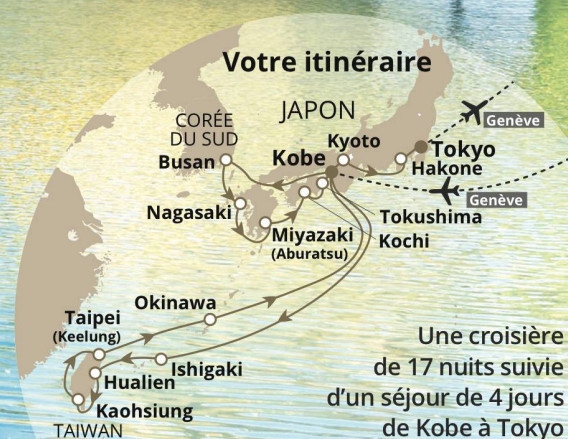 Votre itinéraire
Genève
JAPON
CORÉE
DU SUD
Kyoto
Tokyo
Busan
Kobe
Hakone
Genève
Nagasaki
Tokushima
Miyazaki
(Aburatsu)
Kochi
Okinawa
Taipei
(Keelung)
Ishigaki
Hualien
Kaohsiung
TAIWAN
Une croisière
de 17 nuits suivie
d’un séjour de 4 jours
de Kobe à Tokyo